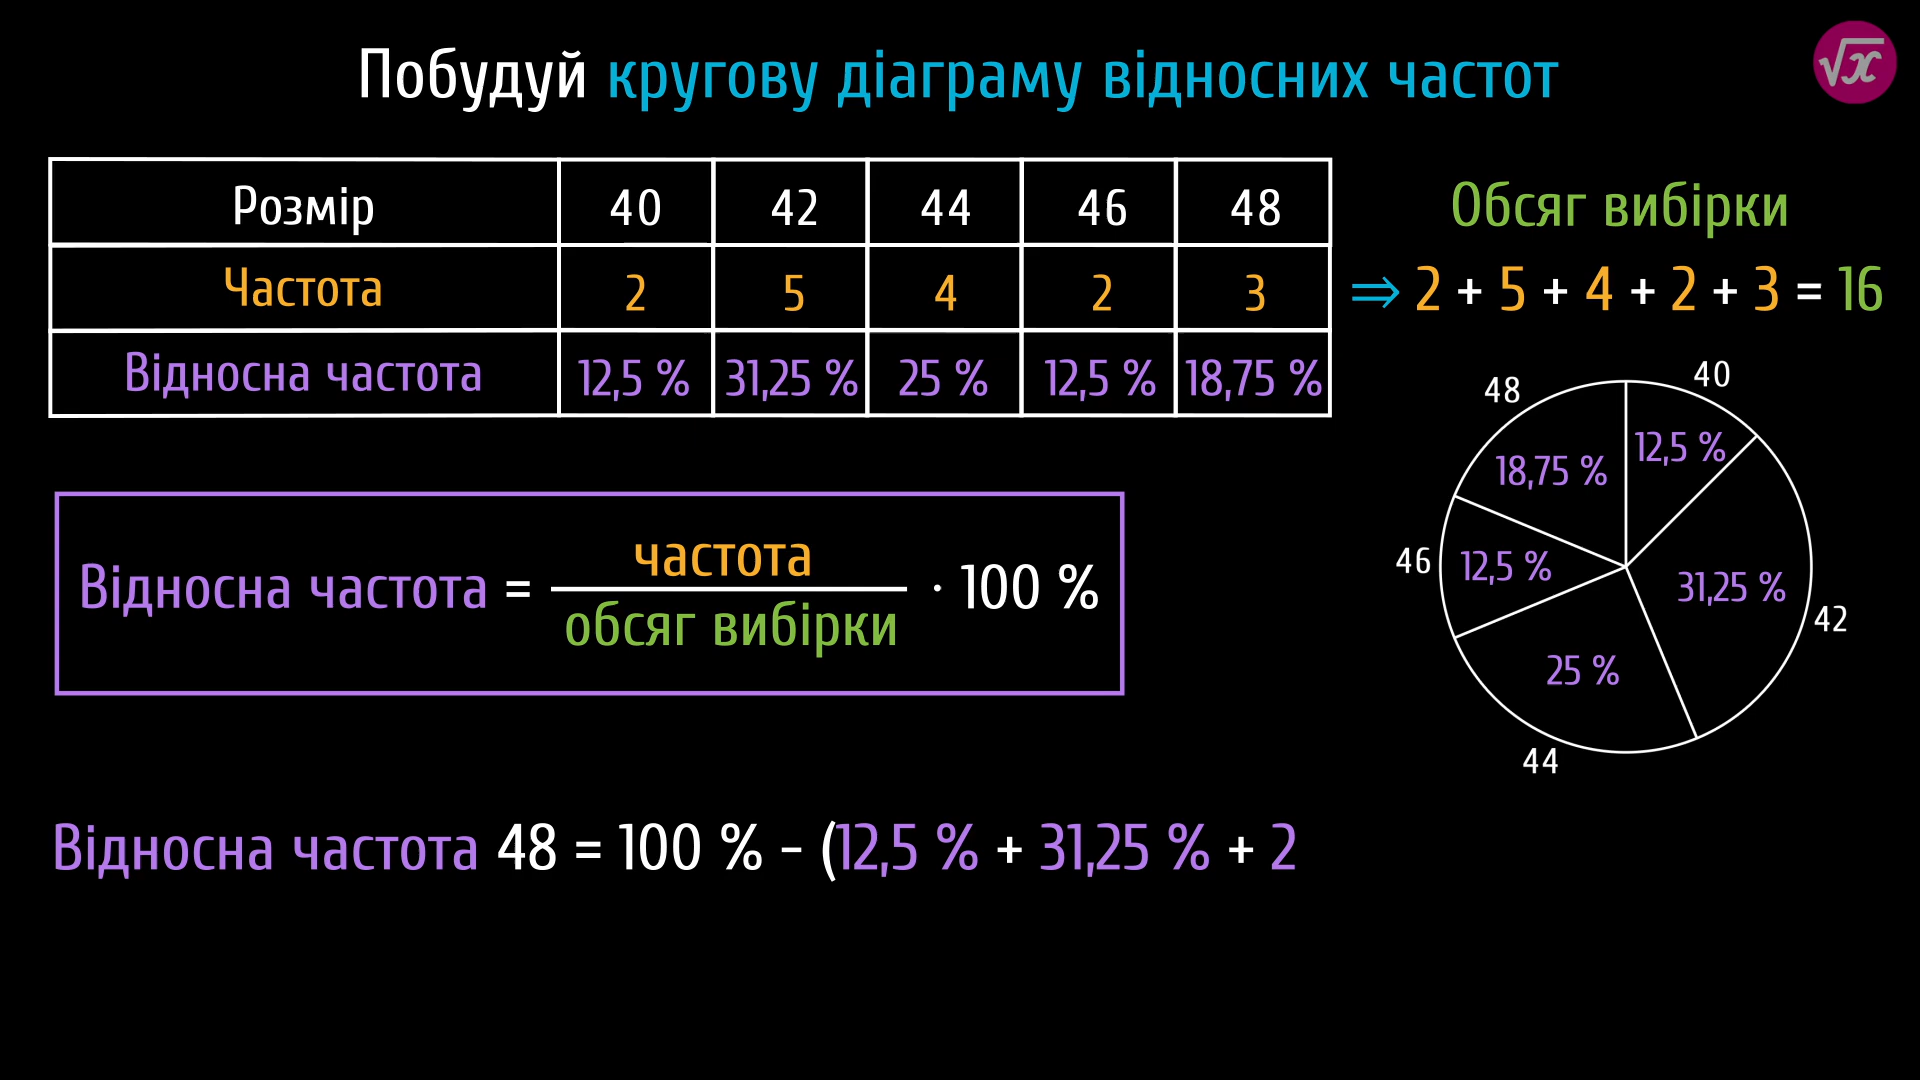 Побудуй кругову діаграму відносних частот
√x
Розмір 40 42 44 46 48
Частота 2 5 4 2 3
Відносна частота 12,5 % 31,25 % 25 % 12,5 % 18,75 %
Обсяг вибірки
⇒ 2 + 5 + 4 + 2 + 3 = 16
48 40
18,75 % 12,5 %
46 12,5 % 31,25 % 42
25 %
44
Відносна частота = частота / обсяг вибірки · 100 %
Відносна частота 48 = 100 % - (12,5 % + 31,25 % + 2